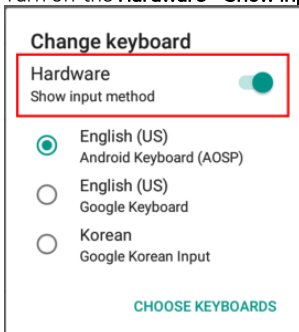 Change keyboard
Hardware
Show input method
English (US)
Android Keyboard (AOSP)
English (US)
Google Keyboard
Korean
Google Korean Input
CHOOSE KEYBOARDS